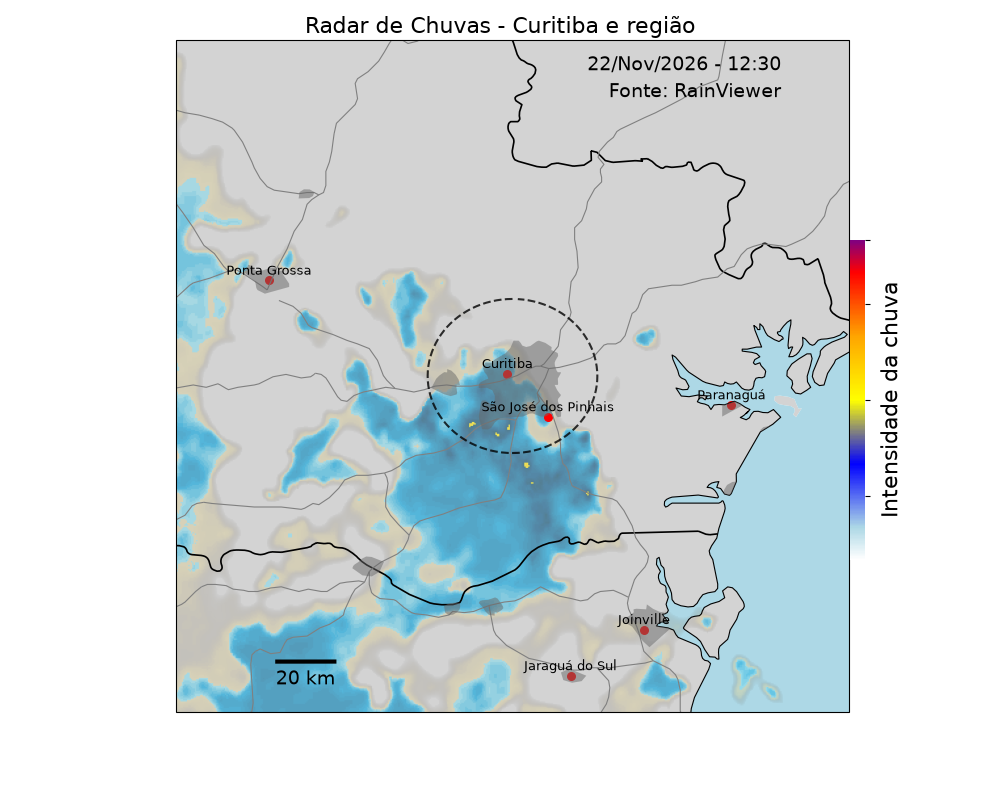 Radar de Chuvas - Curitiba e região
22/Nov/2026 - 12:30
Fonte: RainViewer
Ponta Grossa
Curitiba
Paranaguá
São José dos Pinhais
Joinville
Jaraguá do Sul
20 km
Intensidade da chuva